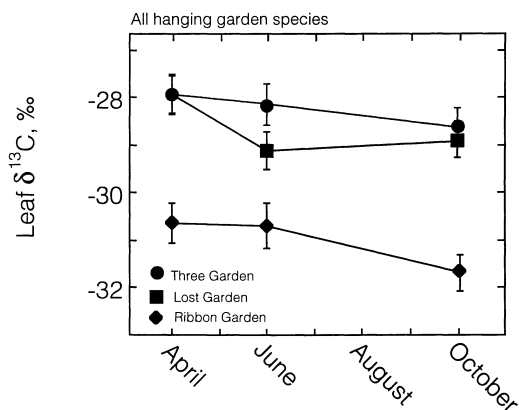 All hanging garden species
Leaf δ¹³C, ‰
-28
-30
-32
Three Garden
Lost Garden
Ribbon Garden
April
June
August
October